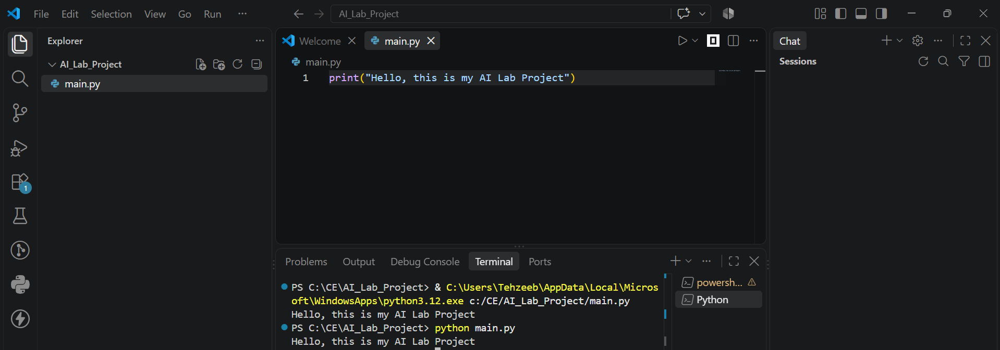 File Edit Selection View Go Run
AI_Lab_Project
Explorer
AI_Lab_Project
main.py
1
Welcome
main.py
main.py
1 print("Hello, this is my AI Lab Project")
Chat
Sessions
Problems Output Debug Console Terminal Ports
PS C:\CE\AI_Lab_Project> & C:\Users\Tehzeeb\AppData\Local\Micros
oft\WindowsApps\python3.12.exe c:/CE/AI_Lab_Project/main.py
Hello, this is my AI Lab Project
PS C:\CE\AI_Lab_Project> python main.py
Hello, this is my AI Lab Project
powersh...
Python